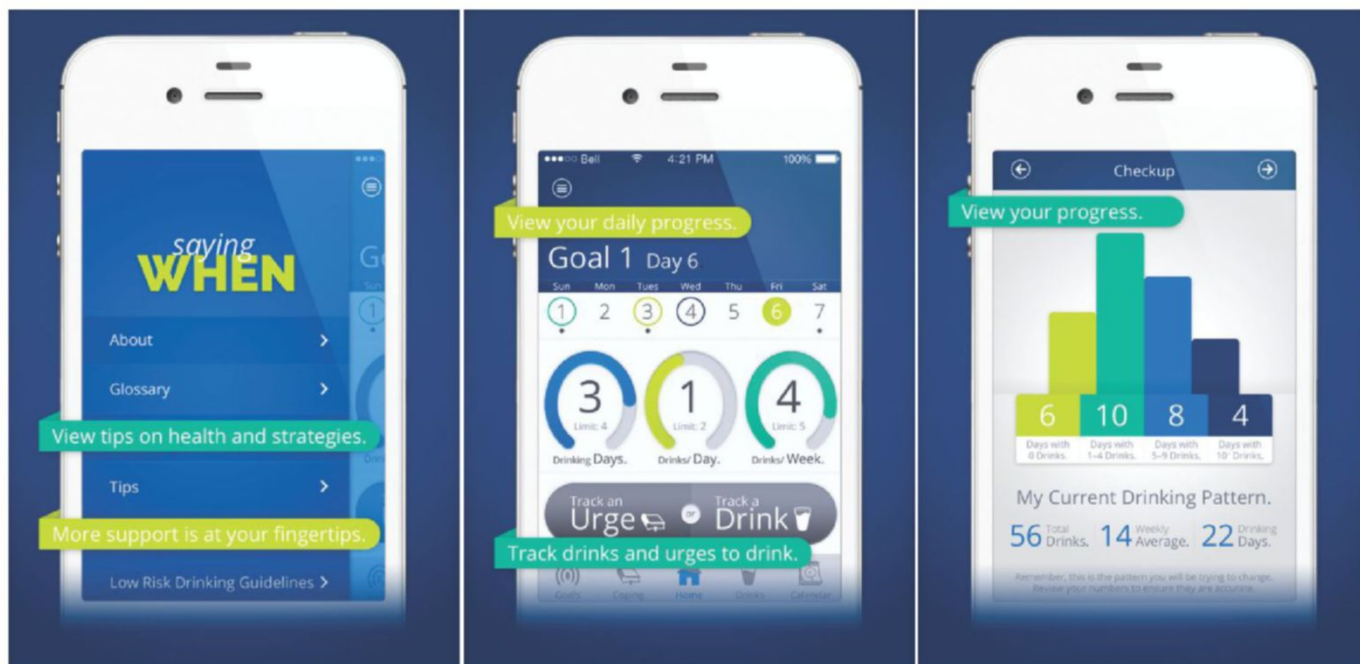 saying
WHEN
About
Glossary
View tips on health and strategies.
Tips
More support is at your fingertips.
Low Risk Drinking Guidelines
Bell 4:21 PM 100%
View your daily progress.
Goal 1 Day 6
Sun Mon Tues Wed Thu Fri Sat
1 2 3 4 5 6 7
3 1 4
Limit: 4 Limit: 2 Limit: 5
Drinking Days. Drinks/ Day. Drinks/ Week.
Track an Urge or Track a Drink
Track drinks and urges to drink.
Goals Coping Home Drinks Calendar
Checkup
View your progress.
6 10 8 4
Days with 0 Drinks. Days with 1-4 Drinks. Days with 5-9 Drinks. Days with 10+ Drinks.
My Current Drinking Pattern.
56 Total Drinks. 14 Weekly Average. 22 Drinking Days.
Remember, this is the pattern you will be trying to change.
Review your numbers to ensure they are accurate.